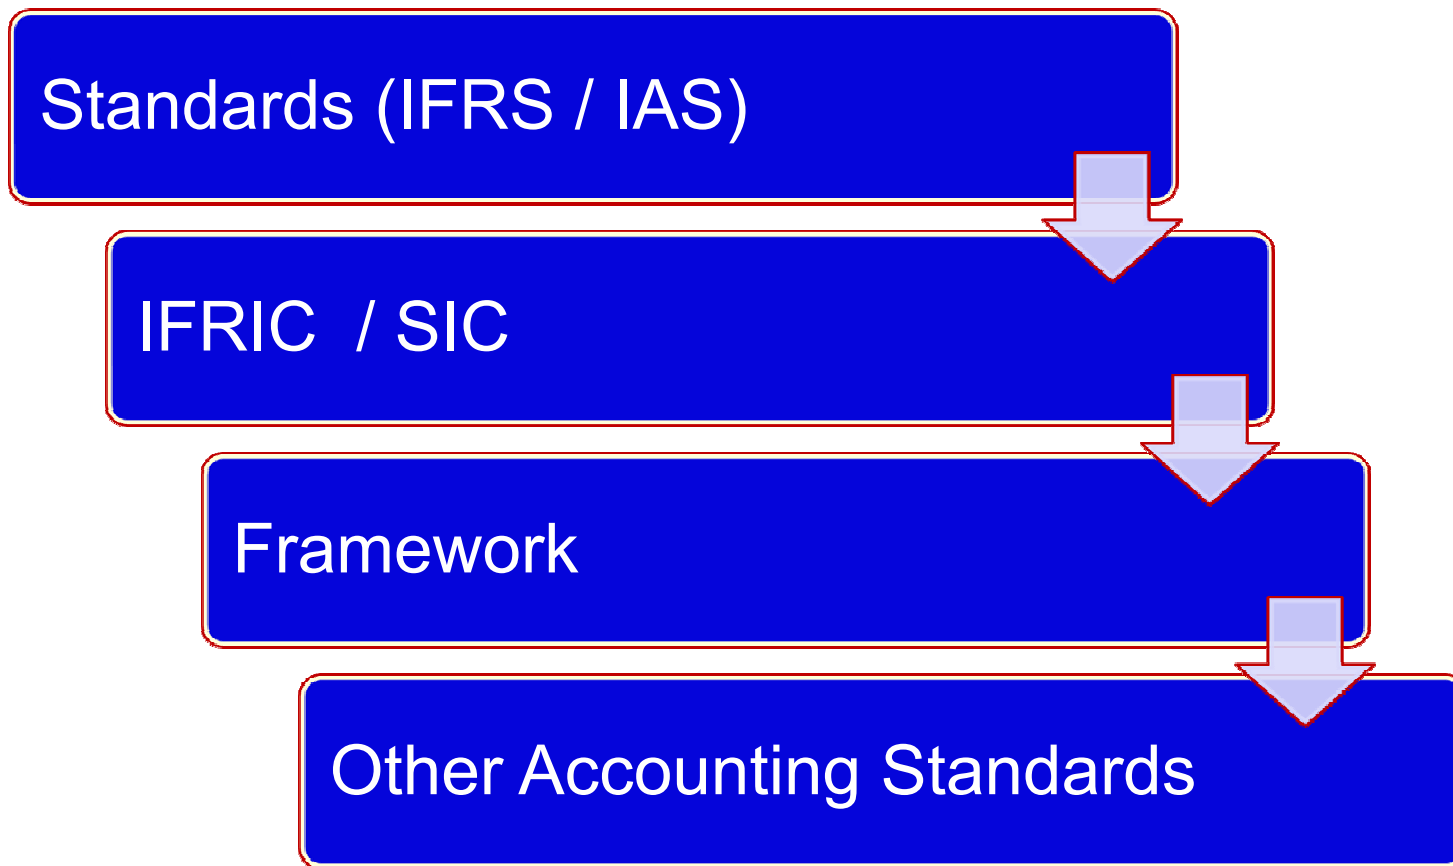 Standards (IFRS / IAS)
IFRIC / SIC
Framework
Other Accounting Standards